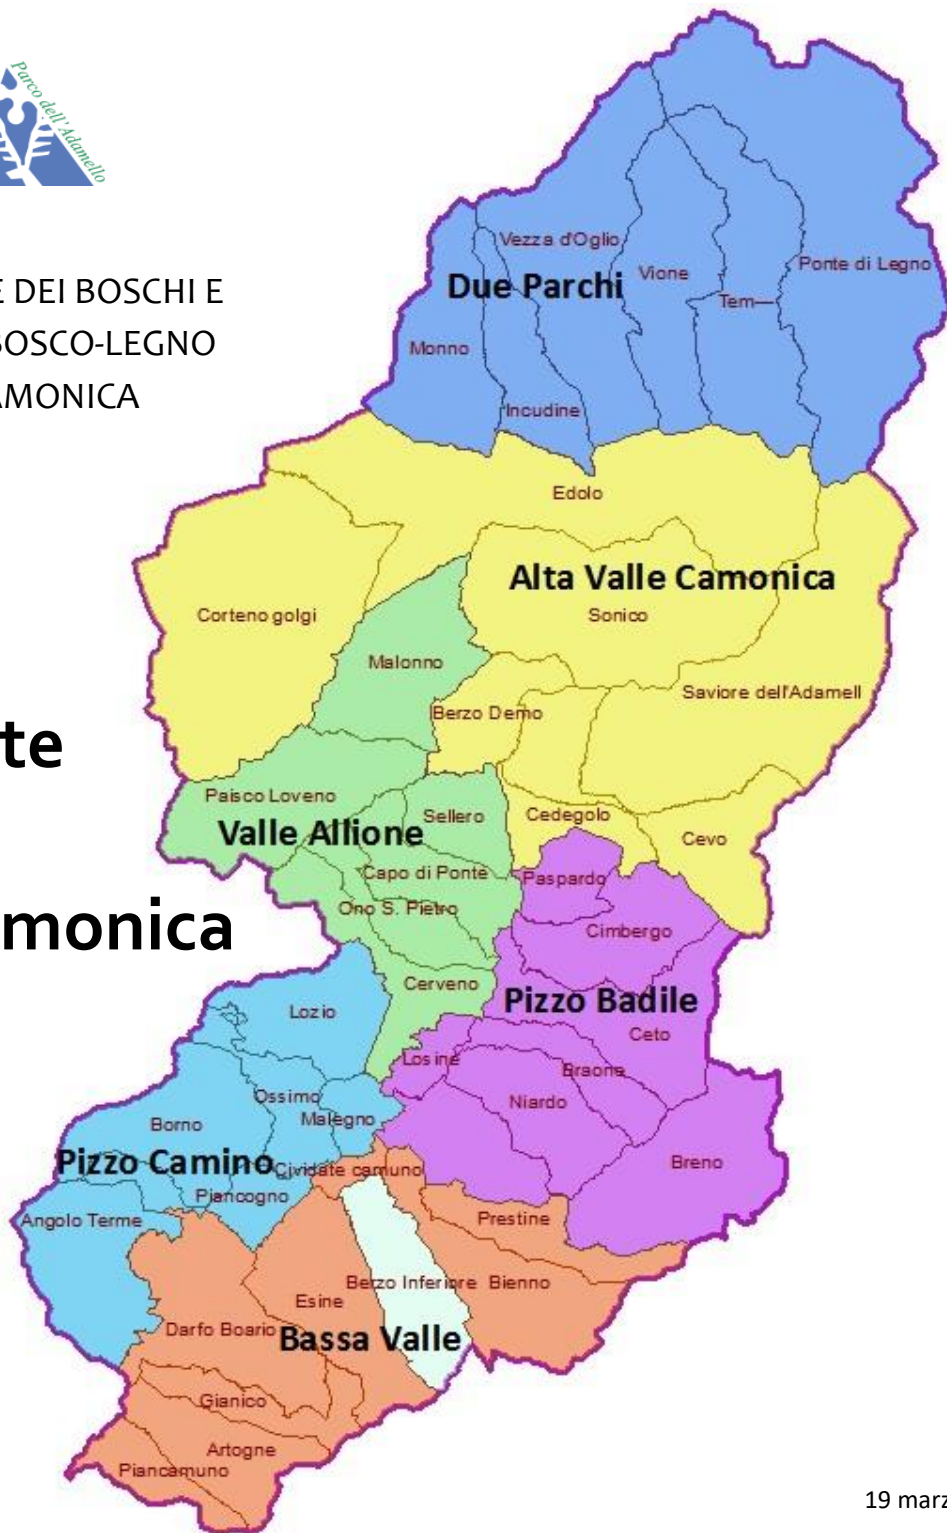 Parco dell'Adamello
E DEI BOSCHI E
BOSCO-LEGNO
AMONICA
te
monica
Vezza d'Oglio
Due Parchi
Vione
Ponte di Legno
Tem
Monno
Incudine
Edolo
Alta Valle Camonica
Corteno golgi
Sonico
Malonno
Saviore dell'Adamell
Berzo Demo
Paisco Loveno
Sellero
Cedegolo
Valle Allione
Cevo
Capo di Ponte
Paspardo
Ono S. Pietro
Cimbergo
Cerveno
Pizzo Badile
Lozio
Ceto
Losine
Braone
Ossimo
Niardo
Malegno
Borno
Pizzo Camino
Cividate camuno
Breno
Piancogno
Angolo Terme
Prestine
Berzo Inferiore
Bienno
Esine
Darfo Boario
Bassa Valle
Gianico
Artogne
Piancamuno
19 marz